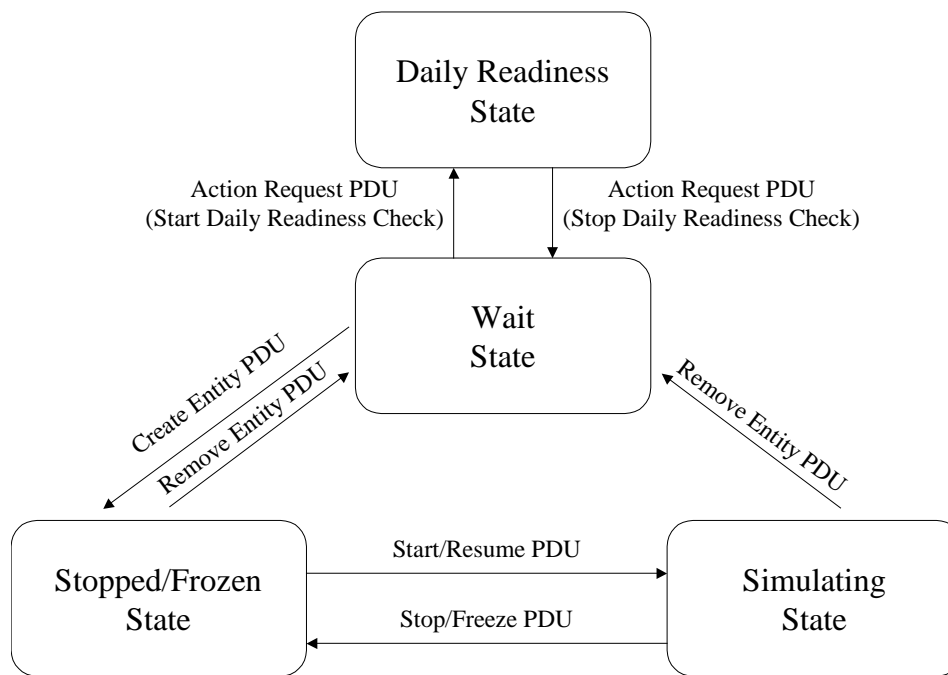 Daily Readiness
State
Action Request PDU
(Start Daily Readiness Check)
Action Request PDU
(Stop Daily Readiness Check)
Wait
State
Create Entity PDU
Remove Entity PDU
Remove Entity PDU
Stopped/Frozen
State
Start/Resume PDU
Stop/Freeze PDU
Simulating
State